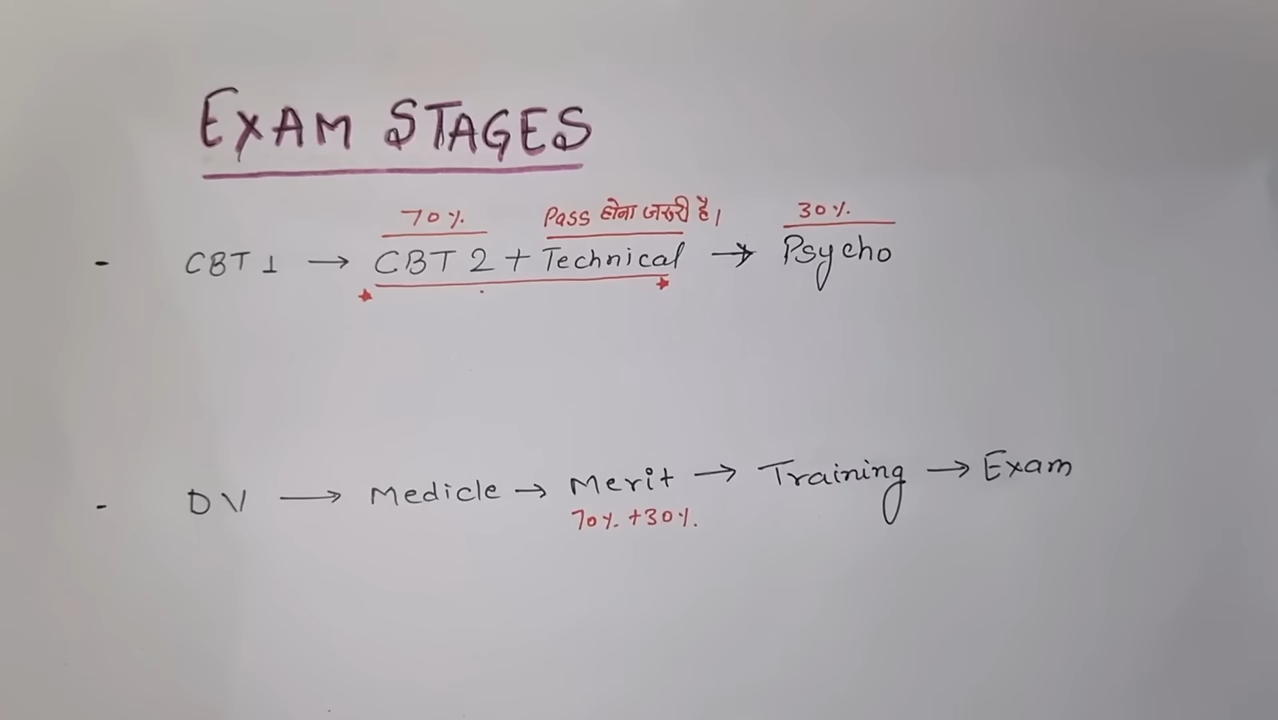 EXAM STAGES
70% Pass होना जरुरी है। 30%.
- CBT 1 → CBT 2 + Technical → Psycho
- DV → Medicle → Merit → Training → Exam
70%. +30%.